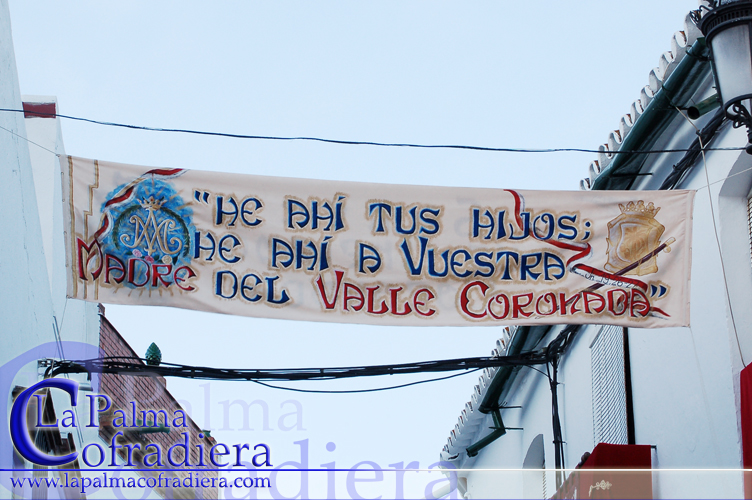 "HE AHÍ TUS HIJOS;
HE AHÍ A VUESTRA
MADRE DEL VALLE CORONADA"
La Palma
Cofradiera
www.lapalmacofradiera.com